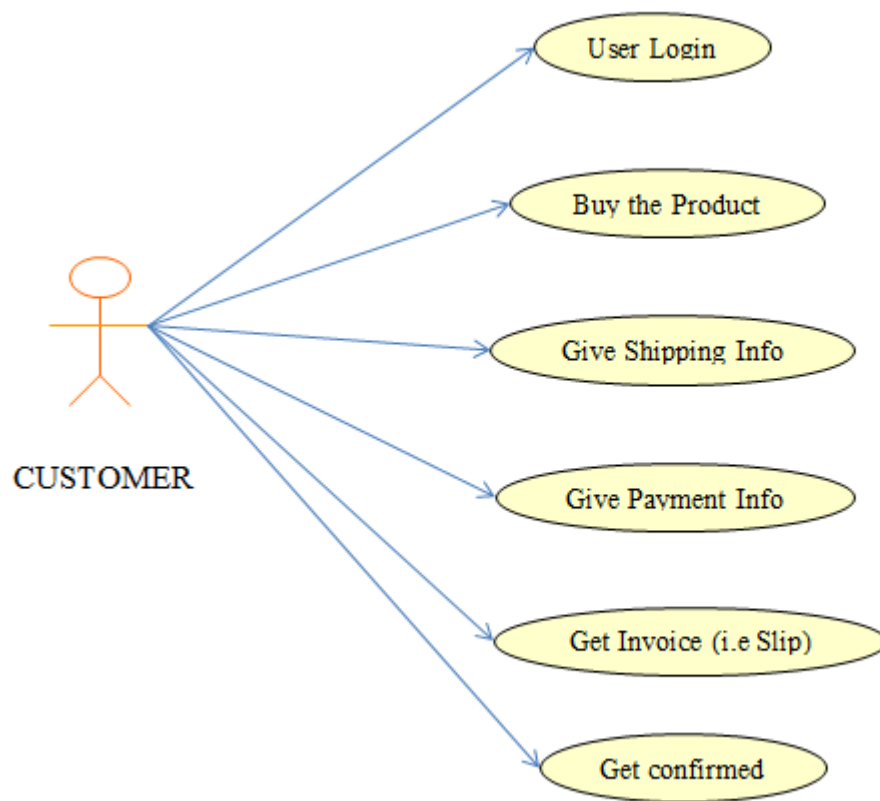 User Login
Buy the Product
Give Shipping Info
CUSTOMER
Give Payment Info
Get Invoice (i.e Slip)
Get confirmed